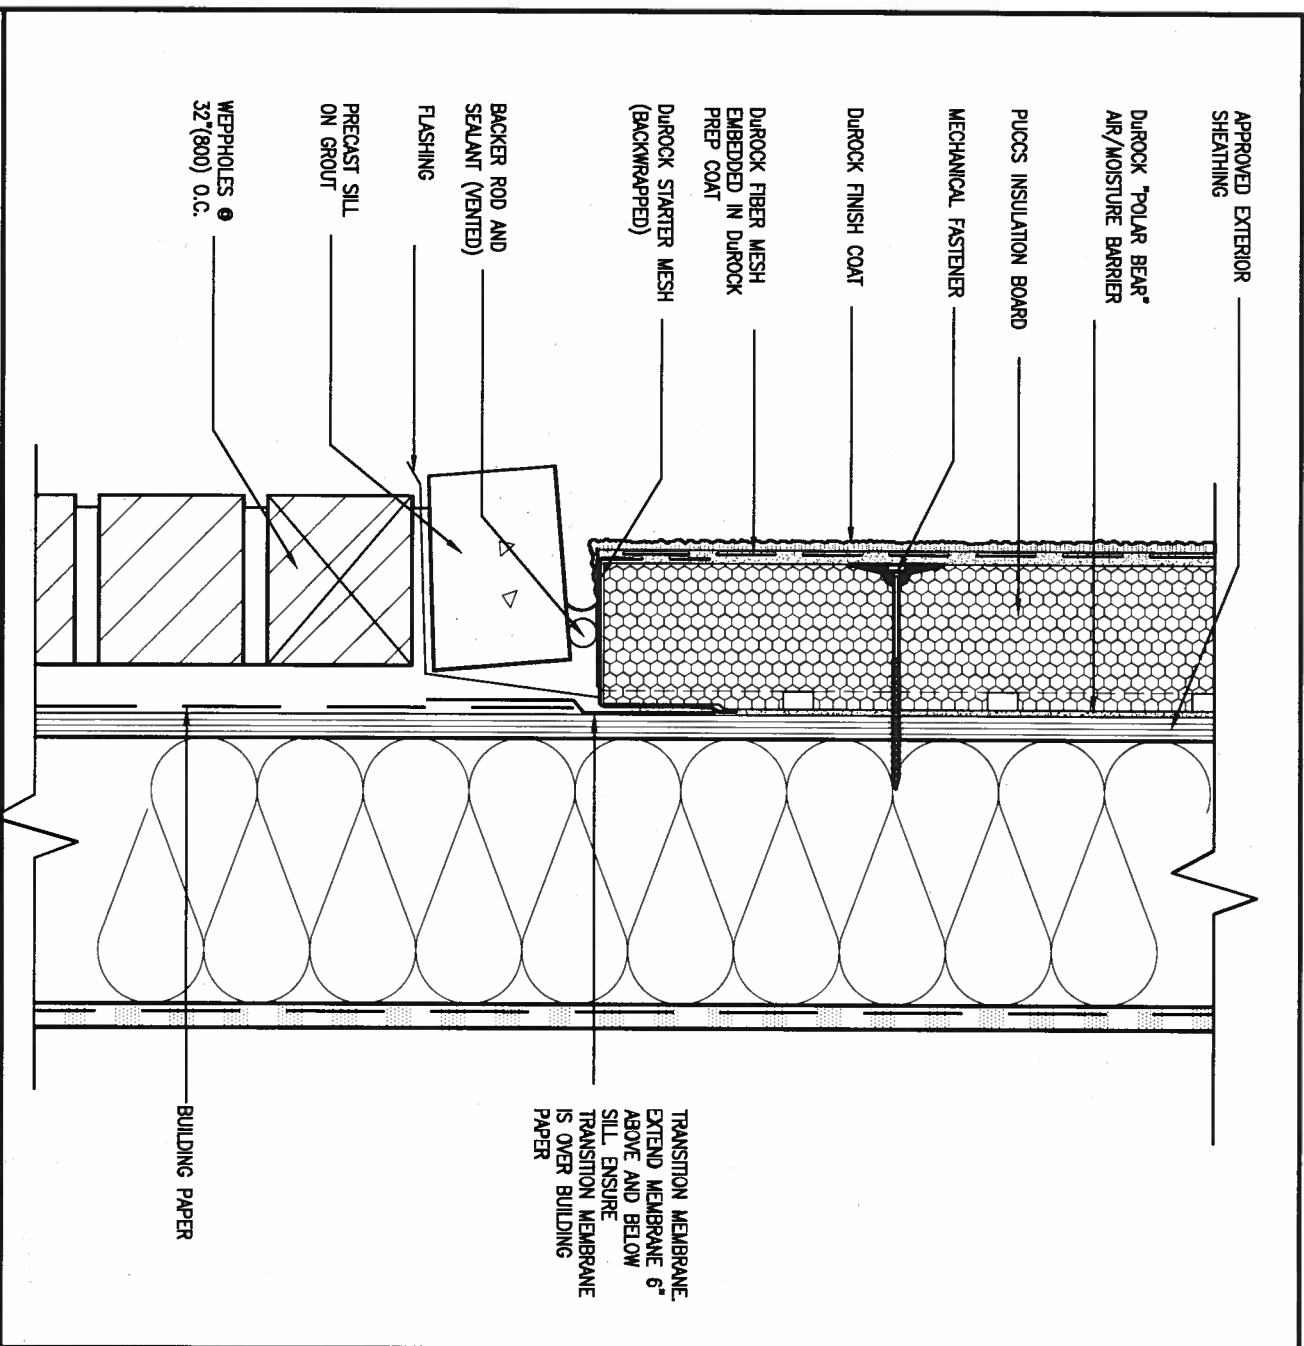 APPROVED EXTERIOR
SHEATHING
DuROCK "POLAR BEAR"
AIR/MOISTURE BARRIER
PUCCS INSULATION BOARD
MECHANICAL FASTENER
DuROCK FINISH COAT
DuROCK FIBER MESH
EMBEDDED IN DuROCK
PREP COAT
DuROCK STARTER MESH
(BACKWRAPPED)
BACKER ROD AND
SEALANT (VENTED)
FLASHING
PRECAST SILL
ON GROUT
WEPPHOLES @
32"(800) O.C.
TRANSITION MEMBRANE.
EXTEND MEMBRANE 6"
ABOVE AND BELOW
SILL. ENSURE
TRANSITION MEMBRANE
IS OVER BUILDING
PAPER
BUILDING PAPER